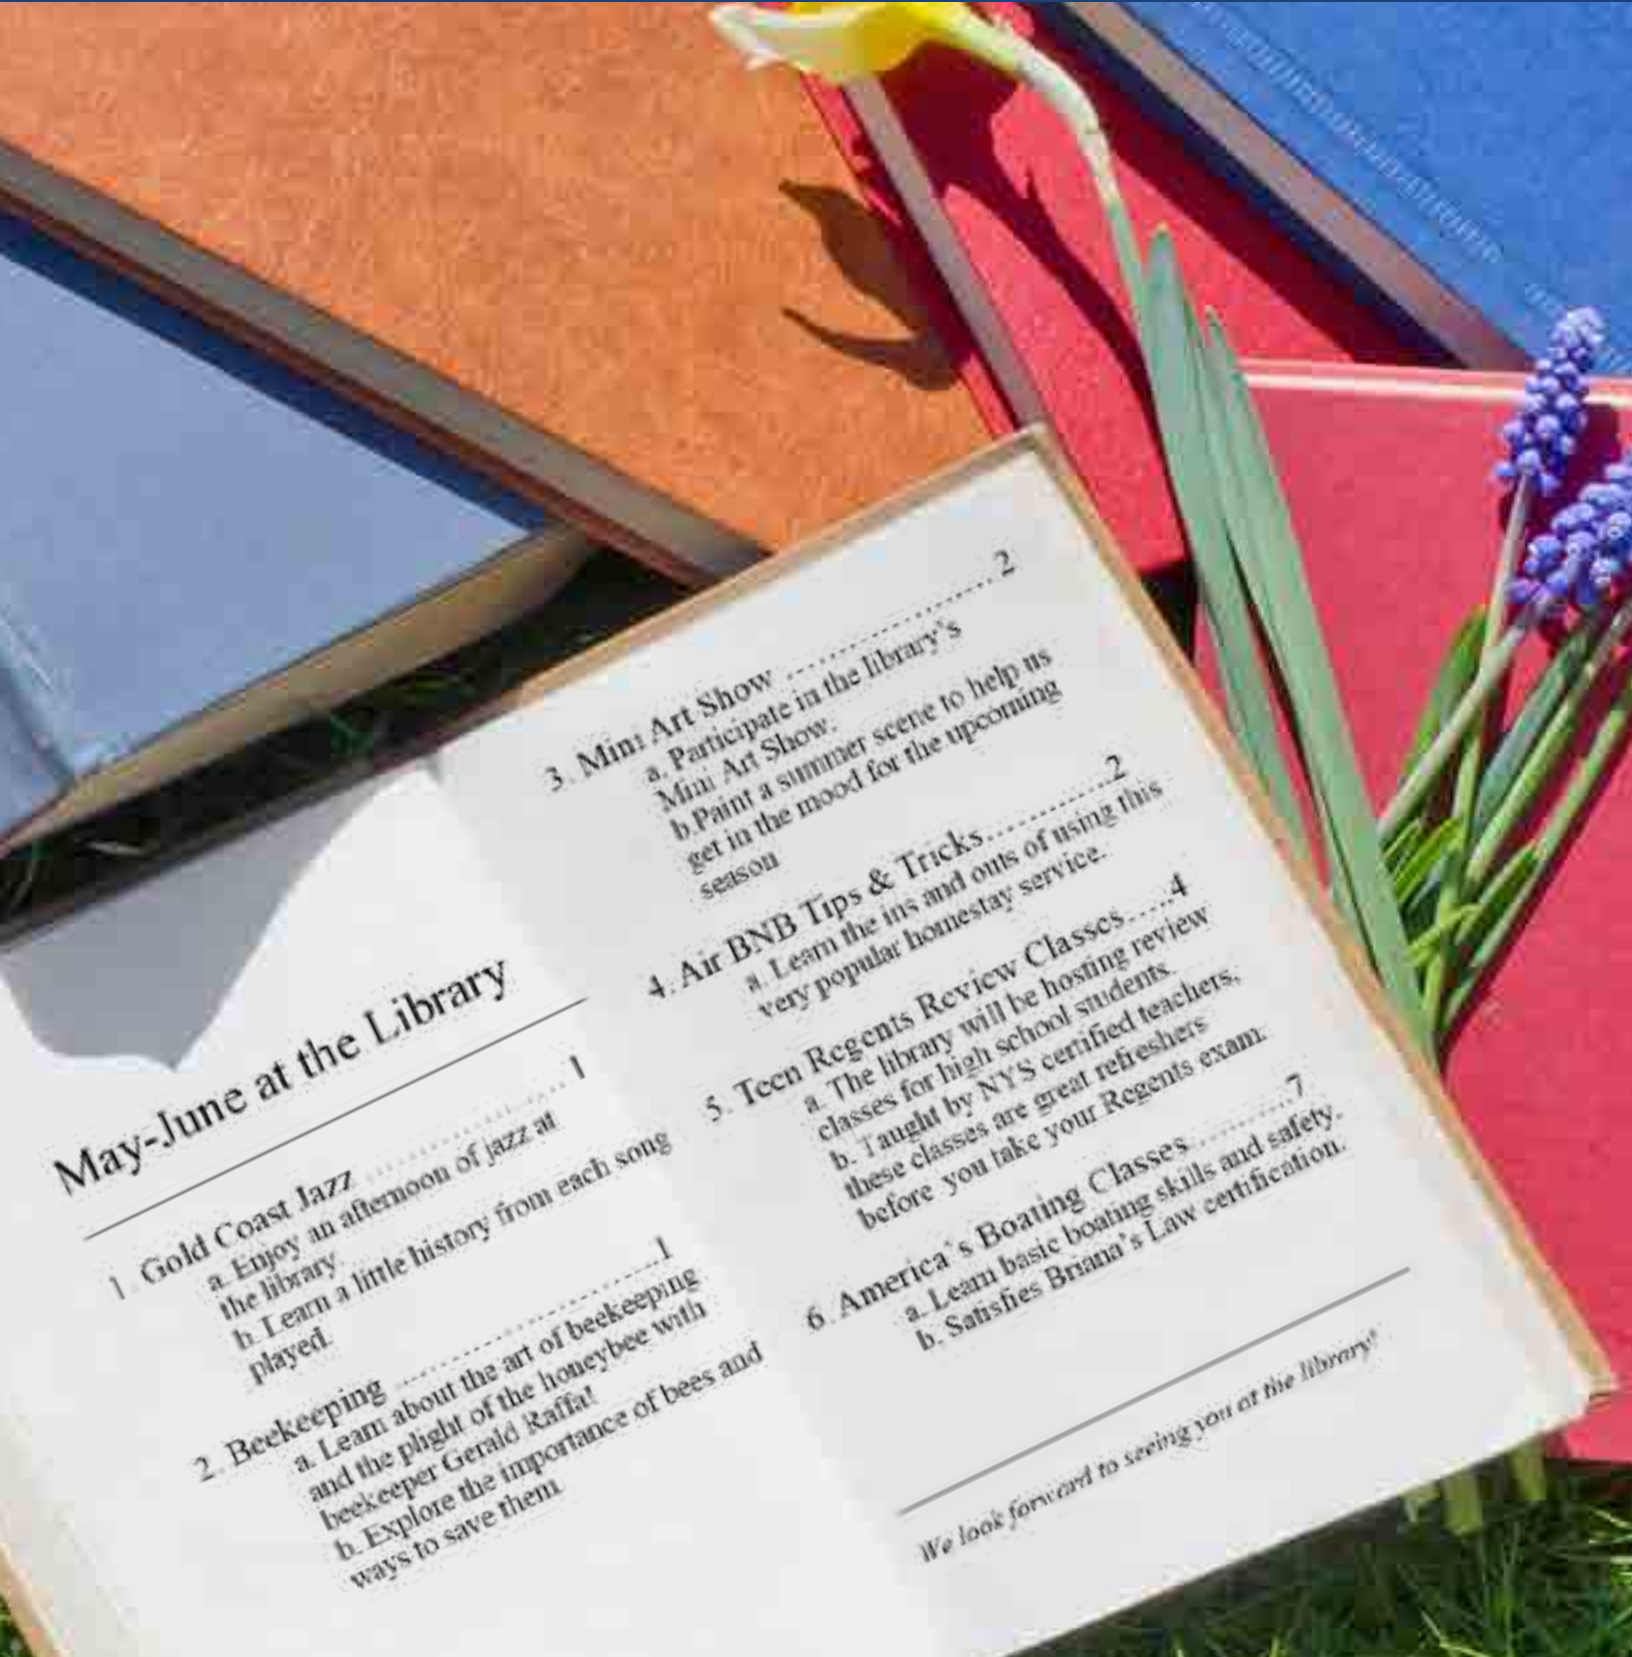 May-June at the Library
1. Gold Coast Jazz ........................ 1
a. Enjoy an afternoon of jazz at
the library.
b. Learn a little history from each song
played.
2. Beekeeping ..............................1
a. Learn about the art of beekeeping
and the plight of the honeybee with
beekeeper Gerald Raffa!
b. Explore the importance of bees and
ways to save them.
3. Mini Art Show ........................ 2
a. Participate in the library's
Mini Art Show.
b.Paint a summer scene to help us
get in the mood for the upcoming
season
4. Air BNB Tips & Tricks...............2
a. Learn the ins and outs of using this
very popular homestay service.
5. Teen Regents Review Classes.....4
a. The library will be hosting review
classes for high school students.
b. Taught by NYS certified teachers,
these classes are great refreshers
before you take your Regents exam.
6. America's Boating Classes............7
a. Learn basic boating skills and safety.
b. Satisfies Briana's Law certification.
We look forward to seeing you at the library!